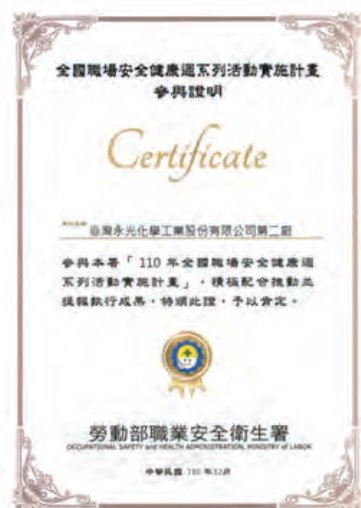 全國職場安全健康週系列活動實施計畫
參與證明
Certificate
臺灣永光化學工業股份有限公司第二廠
參與本署「110 年全國職場安全健康週
系列活動實施計畫」，積極配合推動並
提報執行成果，特頒此證，予以肯定。
勞動部職業安全衛生署
OCCUPATIONAL SAFETY and HEALTH ADMINISTRATION, MINISTRY of LABOR
中華民國 110 年12月